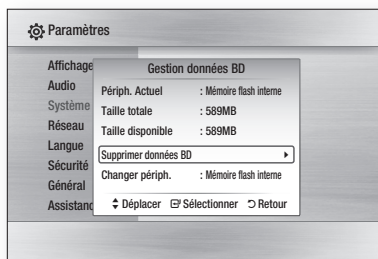 Paramètres
Affichage
Audio
Système
Réseau
Langue
Sécurité
Général
Assistanc
Gestion données BD
Périph. Actuel : Mémoire flash interne
Taille totale : 589MB
Taille disponible : 589MB
Supprimer données BD
Changer périph. : Mémoire flash interne
Déplacer Sélectionner Retour